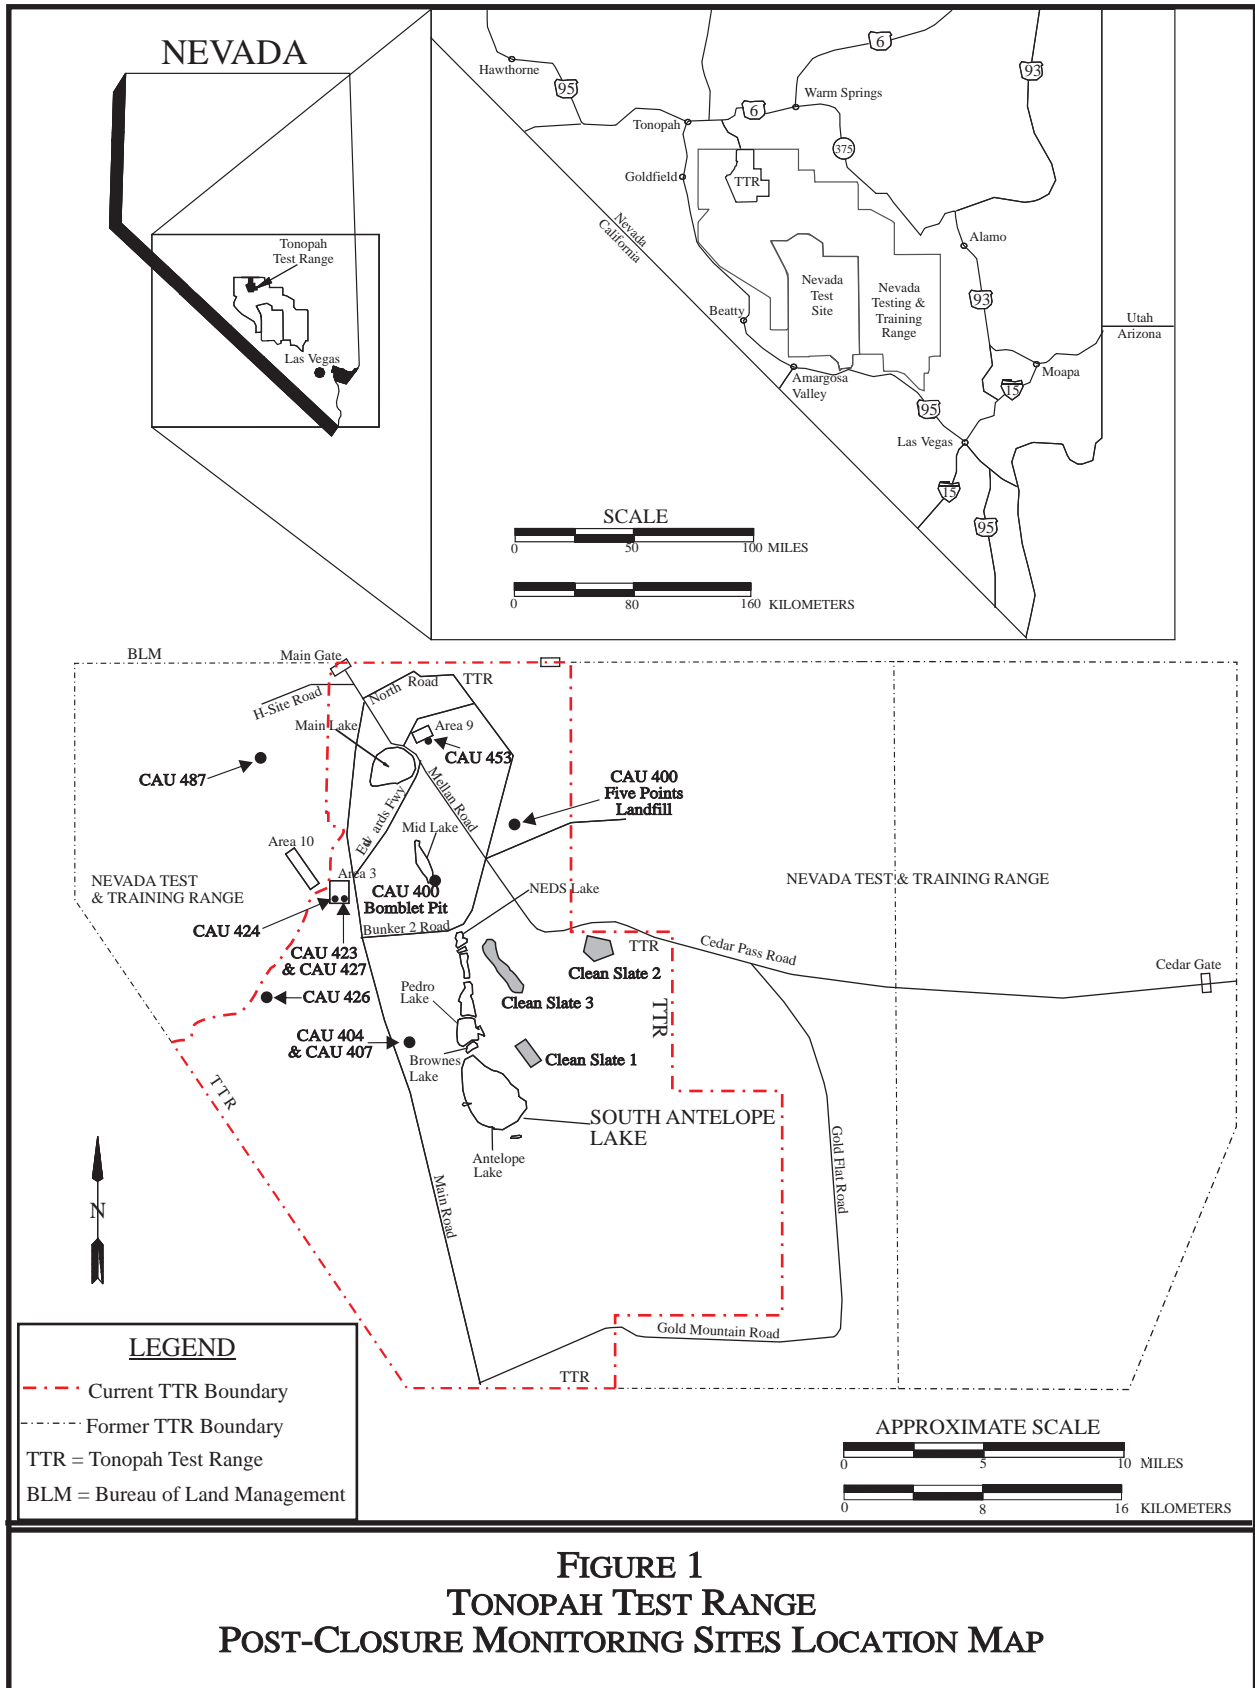 NEVADA
Tonopah
Test Range
Las Vegas
Hawthorne
95
6
93
Warm Springs
6
Tonopah
375
Goldfield
TTR
Nevada
California
Alamo
Nevada
Test
Site
Nevada
Testing &
Training
Range
93
Beatty
Utah
Arizona
Amargosa
Valley
Moapa
15
95
Las Vegas
15
95
SCALE
0 50 100 MILES
0 80 160 KILOMETERS
BLM
Main Gate
TTR
North Road
H-Site Road
Main Lake
Area 9
CAU 453
CAU 487
Mellan Road
CAU 400
Five Points
Landfill
Edwards Fwy
Mid Lake
Area 10
Area 3
NEVADA TEST
& TRAINING RANGE
CAU 400
Bomblet Pit
NEDS Lake
NEVADA TEST & TRAINING RANGE
CAU 424
Bunker 2 Road
CAU 423
& CAU 427
TTR
Cedar Pass Road
Cedar Gate
Clean Slate 2
CAU 426
Pedro
Lake
Clean Slate 3
TTR
CAU 404
& CAU 407
Brownes
Lake
Clean Slate 1
TTR
SOUTH ANTELOPE
LAKE
Antelope
Lake
Gold Flat Road
Main Road
N
Gold Mountain Road
TTR
LEGEND
Current TTR Boundary
Former TTR Boundary
TTR = Tonopah Test Range
BLM = Bureau of Land Management
APPROXIMATE SCALE
0 5 10 MILES
0 8 16 KILOMETERS
FIGURE 1
TONOPAH TEST RANGE
POST-CLOSURE MONITORING SITES LOCATION MAP